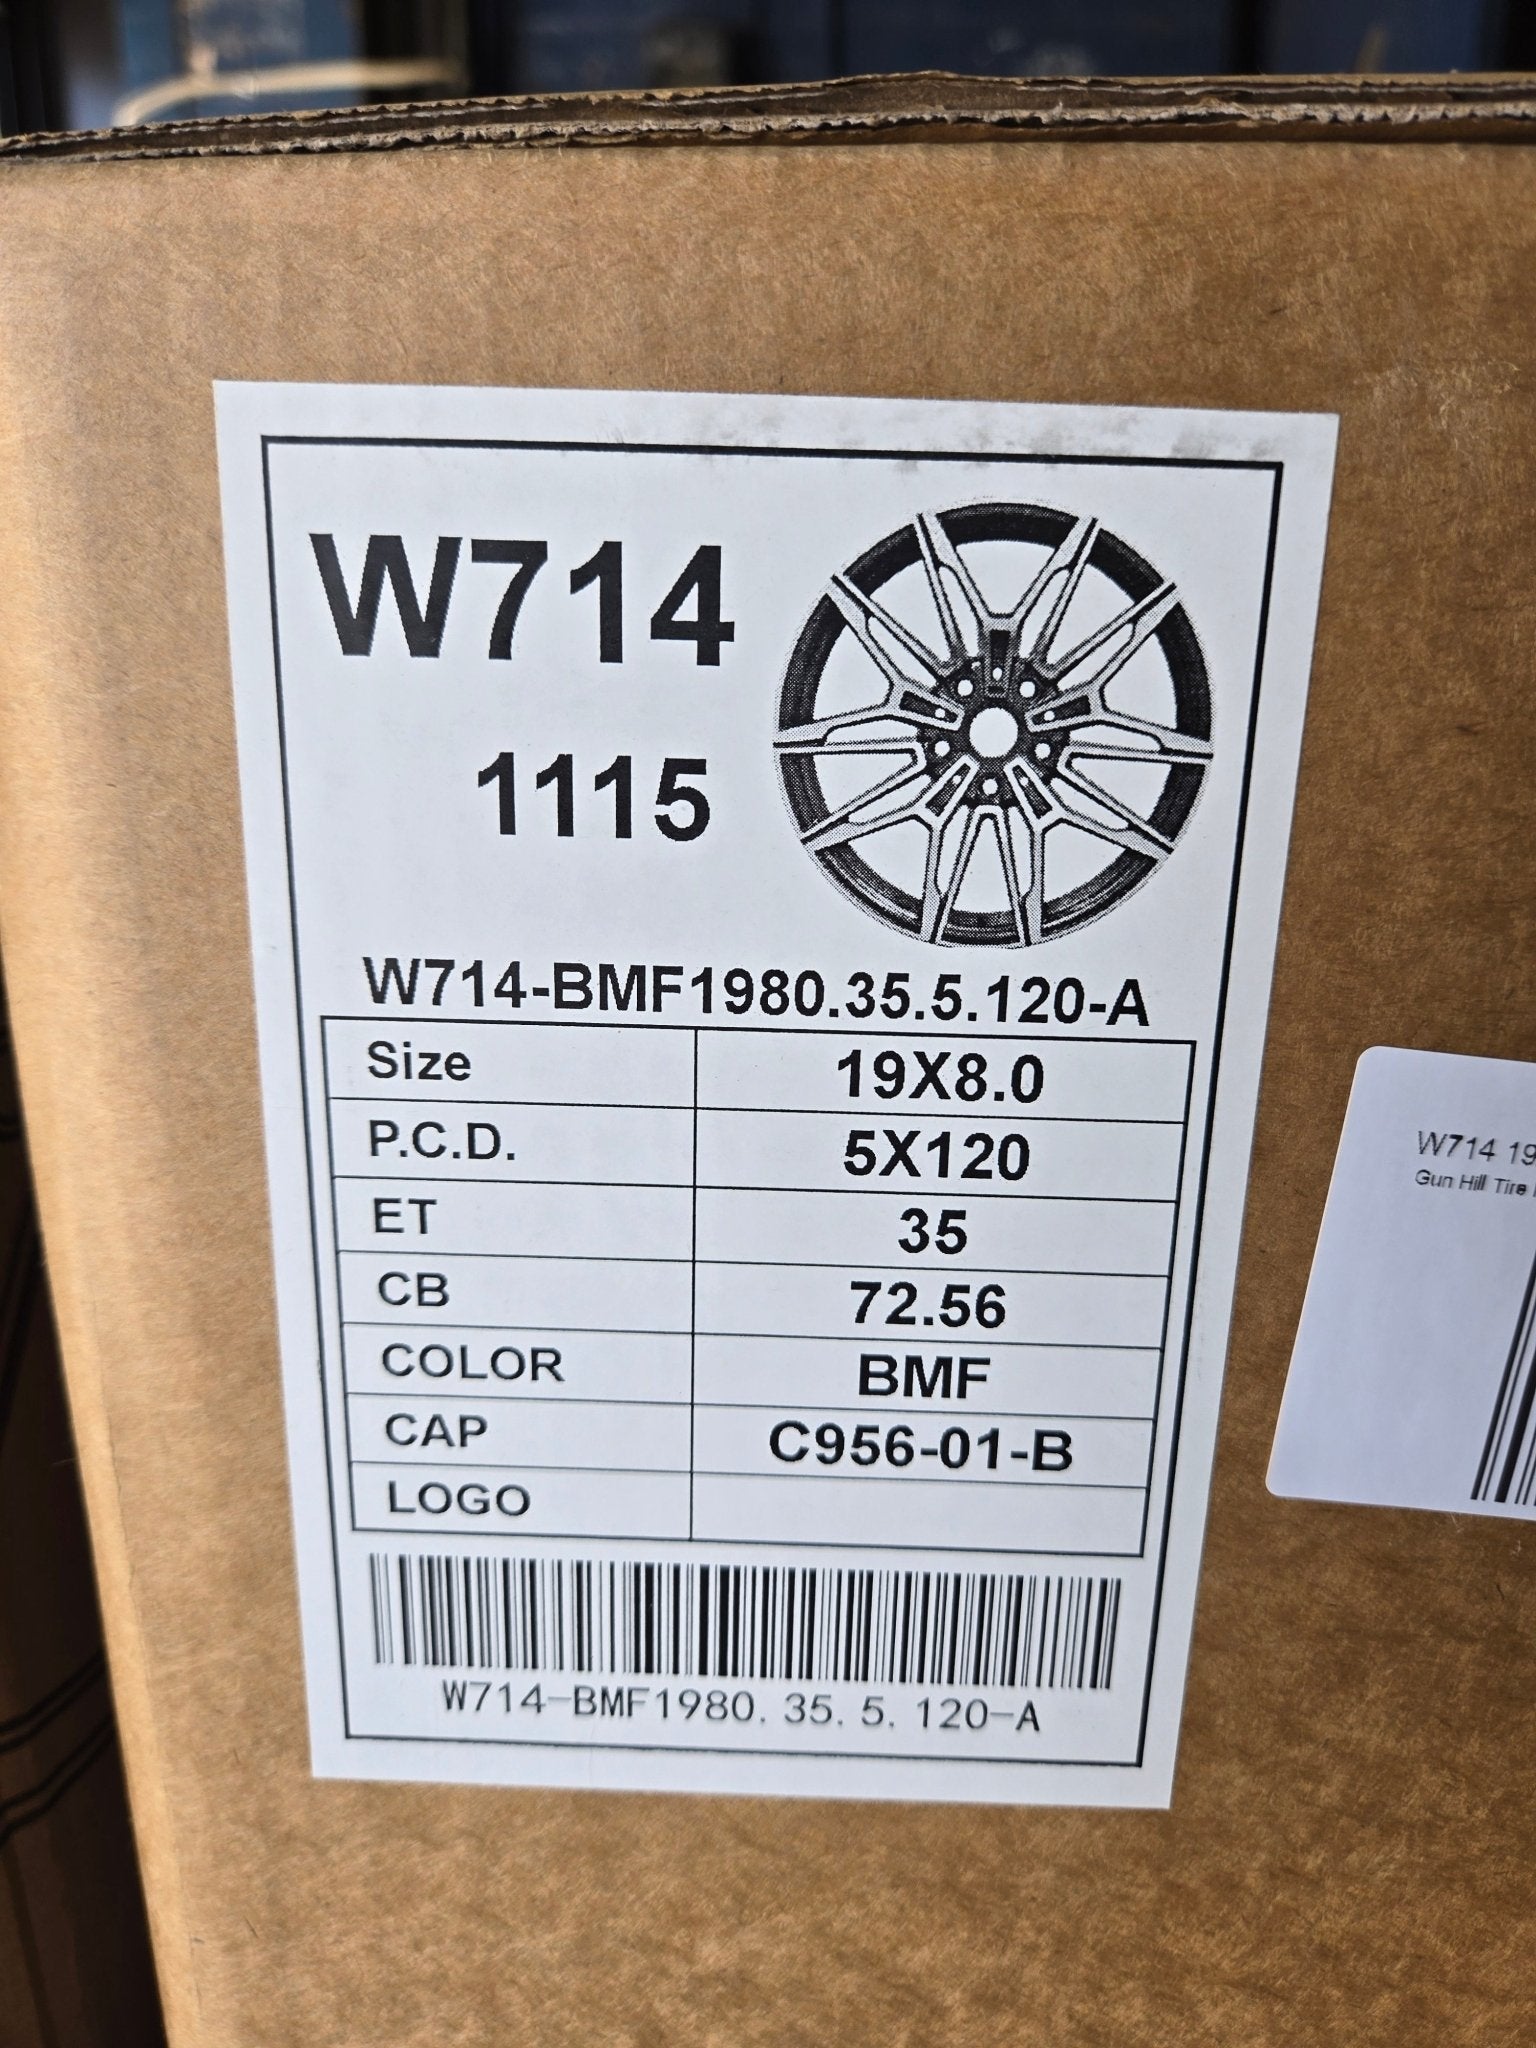 W714
1115
W714-BMF1980.35.5.120-A
Size 19X8.0
P.C.D. 5X120
ET 35
CB 72.56
COLOR BMF
CAP C956-01-B
LOGO
W714-BMF1980.35.5.120-A
W714 19
Gun Hill Tire